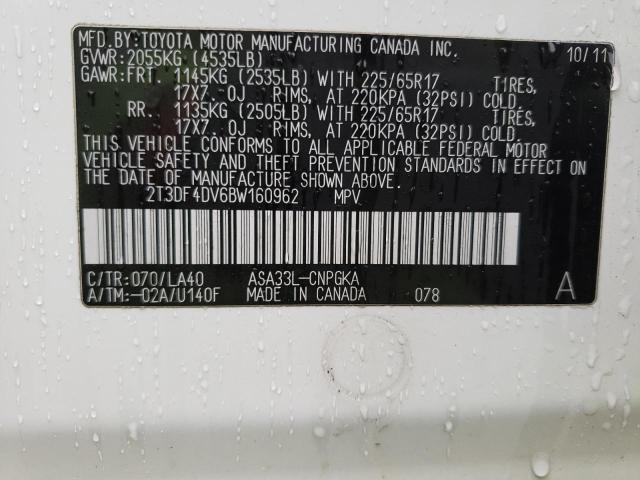 MFD.BY:TOYOTA MOTOR MANUFACTURING CANADA INC. 10/11
GVWR:2055KG (4535LB)
GAWR:FRT. 1145KG (2535LB) WITH 225/65R17 TIRES,
17X7.0J RIMS, AT 220KPA (32PSI) COLD.
RR. 1135KG (2505LB) WITH 225/65R17 TIRES,
17X7.0J RIMS, AT 220KPA (32PSI) COLD.
THIS VEHICLE CONFORMS TO ALL APPLICABLE FEDERAL MOTOR
VEHICLE SAFETY AND THEFT PREVENTION STANDARDS IN EFFECT ON
THE DATE OF MANUFACTURE SHOWN ABOVE.
2T3DF4DV6BW160962 MPV
C/TR:070/LA40 ASA33L-CNPGKA
A/TM:-02A/U140F MADE IN CANADA 078 A